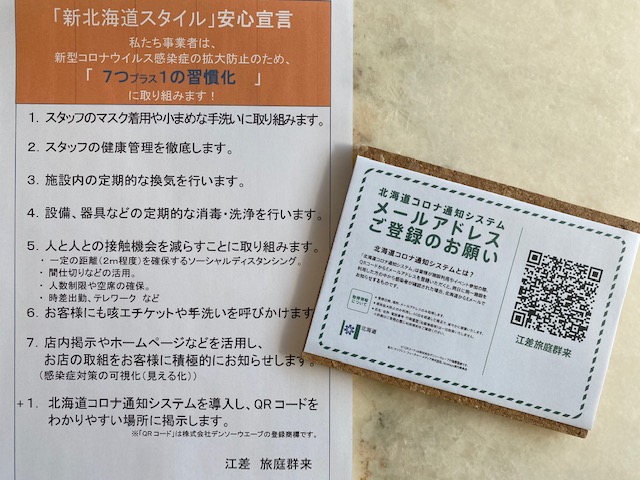 「新北海道スタイル」安心宣言
私たち事業者は、
新型コロナウイルス感染症の拡大防止のため、
「 7つプラス1の習慣化 」
に取り組みます！
1．スタッフのマスク着用や小まめな手洗いに取り組みます。
2．スタッフの健康管理を徹底します。
3．施設内の定期的な換気を行います。
4．設備、器具などの定期的な消毒・洗浄を行います。
5．人と人との接触機会を減らすことに取り組みます。
・一定の距離(2m程度)を確保するソーシャルディスタンシング。
・間仕切りなどの活用。
・人数制限や空席の確保。
・時差出勤、テレワーク など
6．お客様にも咳エチケットや手洗いを呼びかけます
7．店内掲示やホームページなどを活用し、
お店の取組をお客様に積極的にお知らせします。
(感染症対策の可視化(見える化))
+1．北海道コロナ通知システムを導入し、QRコードを
わかりやすい場所に掲示します。
※「QRコード」は株式会社デンソーウエーブの登録商標です。
江差 旅庭群来
北海道コロナ通知システム
メールアドレス
ご登録のお願い
北海道コロナ通知システムとは？
北海道
江差旅庭群来